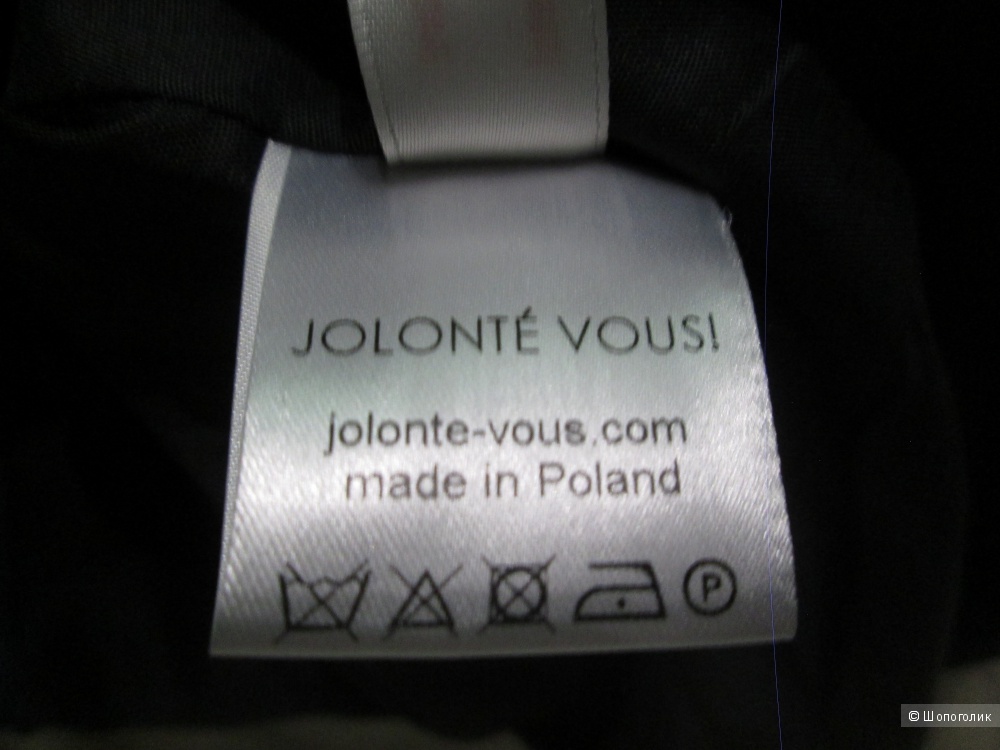 JOLONTÉ VOUS!
jolonte-vous.com
made in Poland
P
© Шопоголик